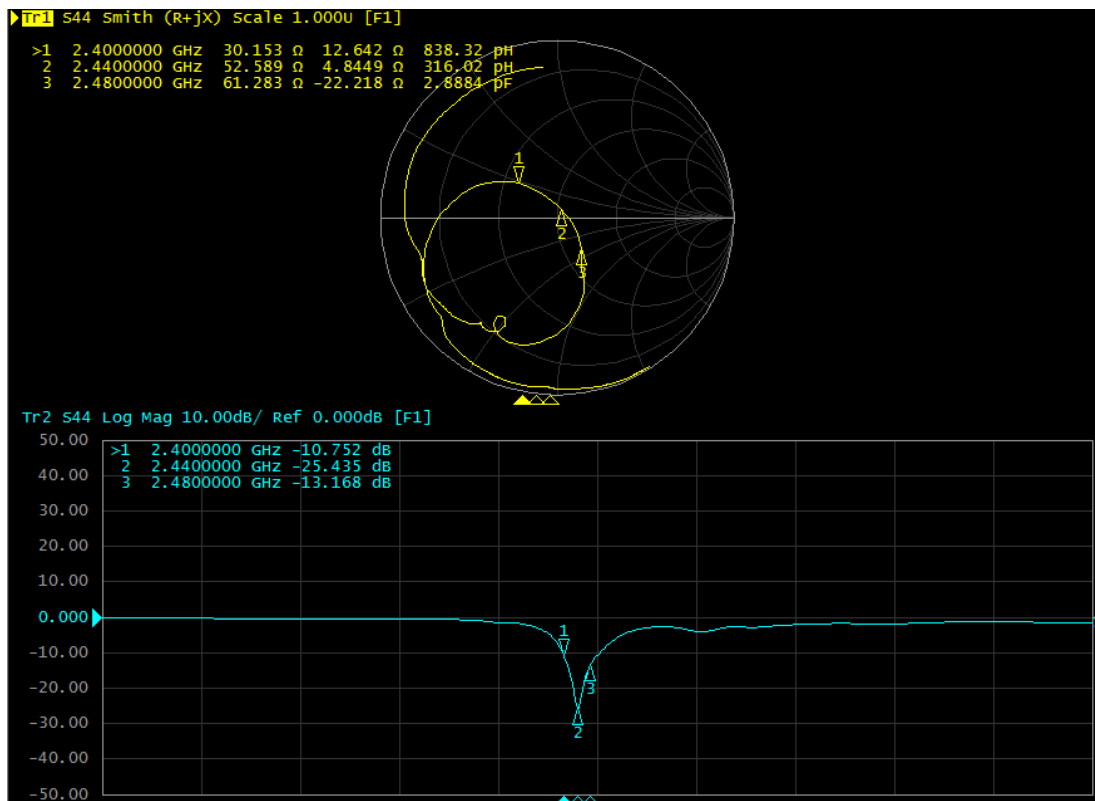 Tr1 S44 Smith (R+jX) Scale 1.000U [F1]
>1 2.4000000 GHz 30.153 Ω 12.642 Ω 838.32 pH
2 2.4400000 GHz 52.589 Ω 4.8449 Ω 316.02 pH
3 2.4800000 GHz 61.283 Ω -22.218 Ω 2.8884 pF
1
2
3
Tr2 S44 Log Mag 10.00dB/ Ref 0.000dB [F1]
50.00
>1 2.4000000 GHz -10.752 dB
2 2.4400000 GHz -25.435 dB
40.00
3 2.4800000 GHz -13.168 dB
30.00
20.00
10.00
0.000
1
-10.00
3
-20.00
-30.00
2
-40.00
-50.00